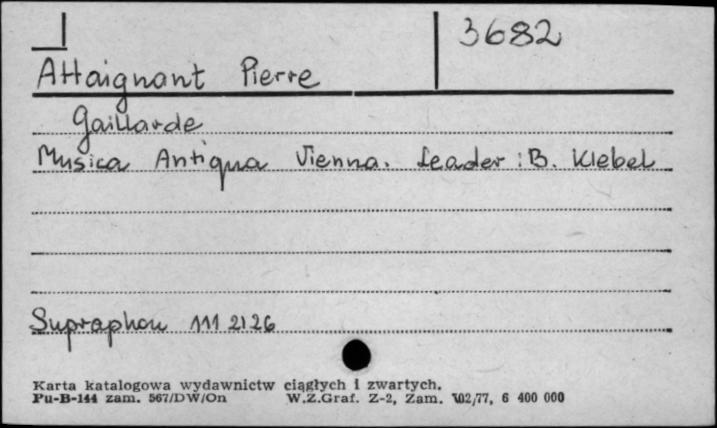 3682
Attaignant Pierre
Gaillarde
Musica Antiqua Vienna. Leader : B. Klebel
Supraphon 111 2126
Karta katalogowa wydawnictw ciągłych i zwartych.
Pu-B-144 zam. 567/DW/On W.Z.Graf. Z-2, Zam. 102/77, 6 400 000